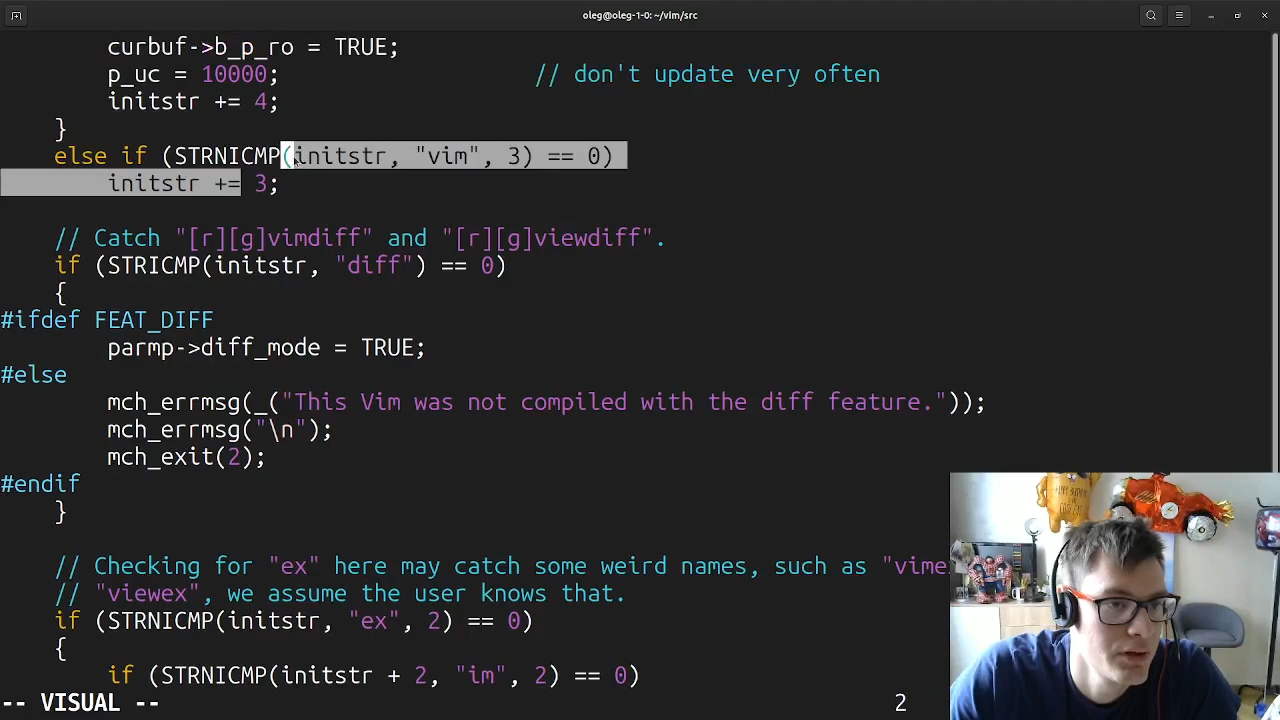 oleg@oleg-1-0: ~/vim/src
curbuf->b_p_ro = TRUE;
p_uc = 10000; // don't update very often
initstr += 4;
}
else if (STRNICMP(initstr, "vim", 3) == 0)
initstr += 3;
// Catch "[r][g]vimdiff" and "[r][g]viewdiff".
if (STRICMP(initstr, "diff") == 0)
{
#ifdef FEAT_DIFF
parmp->diff_mode = TRUE;
#else
mch_errmsg(_("This Vim was not compiled with the diff feature."));
mch_errmsg("\n");
mch_exit(2);
#endif
}
// Checking for "ex" here may catch some weird names, such as "vime
// "viewex", we assume the user knows that.
if (STRNICMP(initstr, "ex", 2) == 0)
{
if (STRNICMP(initstr + 2, "im", 2) == 0)
-- VISUAL -- 2